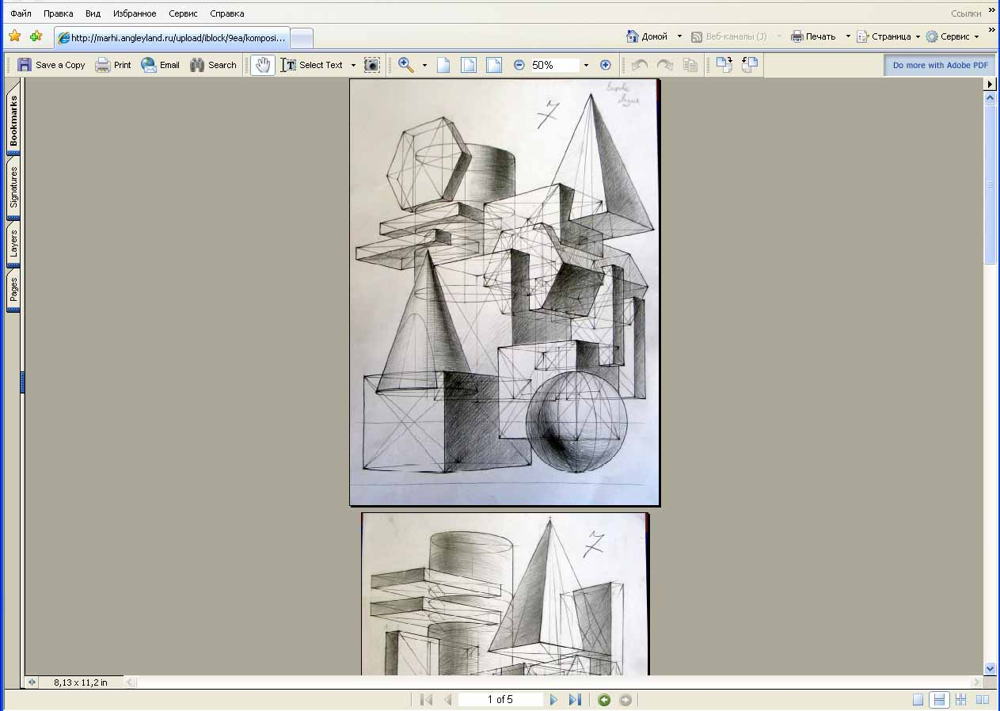 Файл Правка Вид Избранное Сервис Справка Ссылки »
http://marhi.angleyland.ru/upload/iblock/9ea/komposi... Домой Веб-каналы (J) Печать Страница Сервис »
Save a Copy Print Email Search Select Text 50% Do more with Adobe PDF
7
Bookmarks
Signatures
Layers
Pages
7
8,13 x 11,2 in
1 of 5